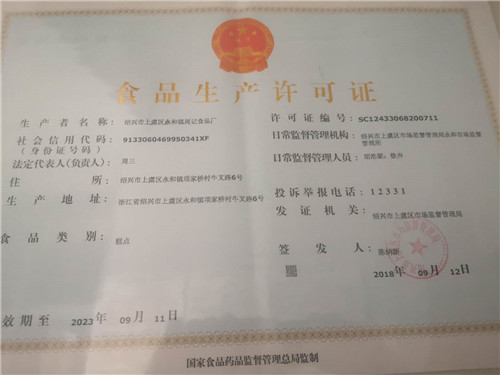 食品生产许可证
生产者名称: 绍兴市上虞区永和镇周记食品厂
许可证编号: SC12433068200711
社会信用代码: 9133060469950341XF
(身份证号码)
日常监督管理机构: 绍兴市上虞区市场监督管理局永和市场监督管理所
法定代表人(负责人): 周三
日常监督管理人员:
住所: 绍兴市上虞区永和镇项家桥村牛叉路6号
投诉举报电话: 12331
生产地址: 浙江省绍兴市上虞区永和镇项家桥村牛叉路6号
发证机关: 绍兴市上虞区市场监督管理局
食品类别: 糕点
签发人:
2018年 09月 12日
效期至 2023年 09月 11日
国家食品药品监督管理总局监制